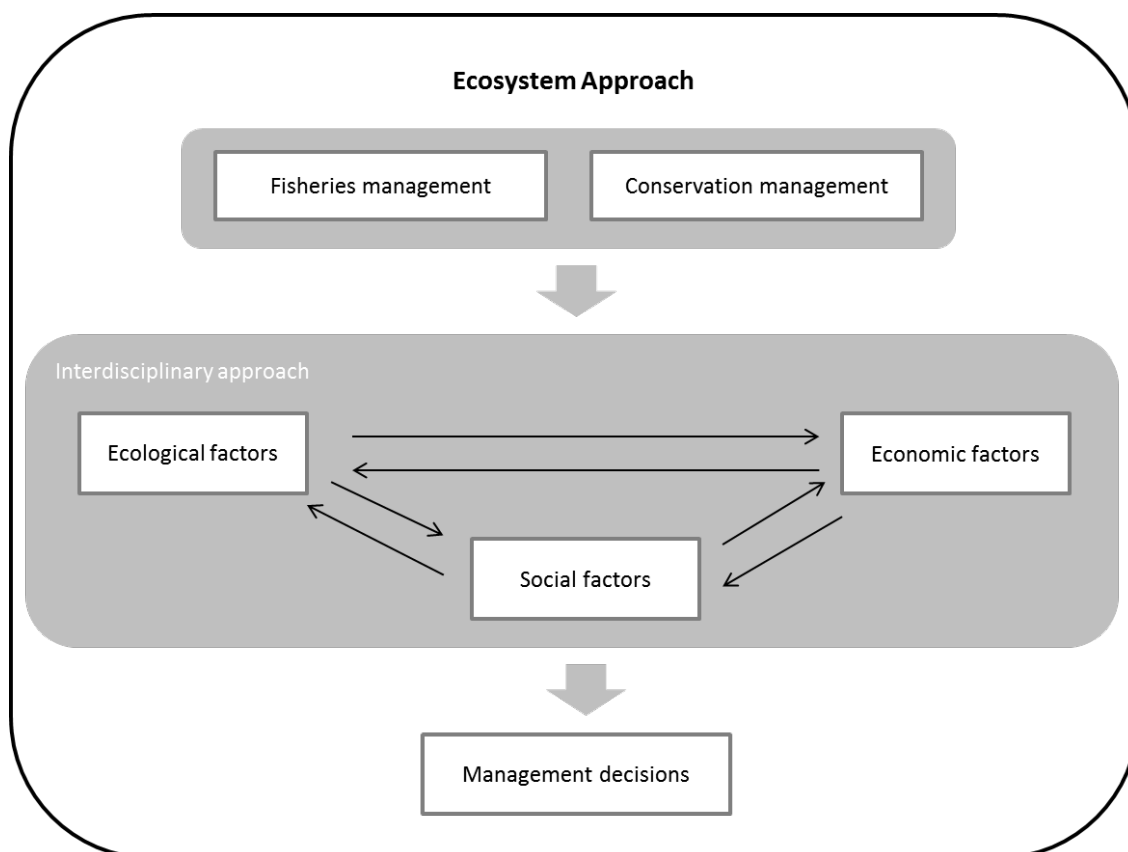 Ecosystem Approach
Fisheries management
Conservation management
Interdisciplinary approach
Ecological factors
Economic factors
Social factors
Management decisions